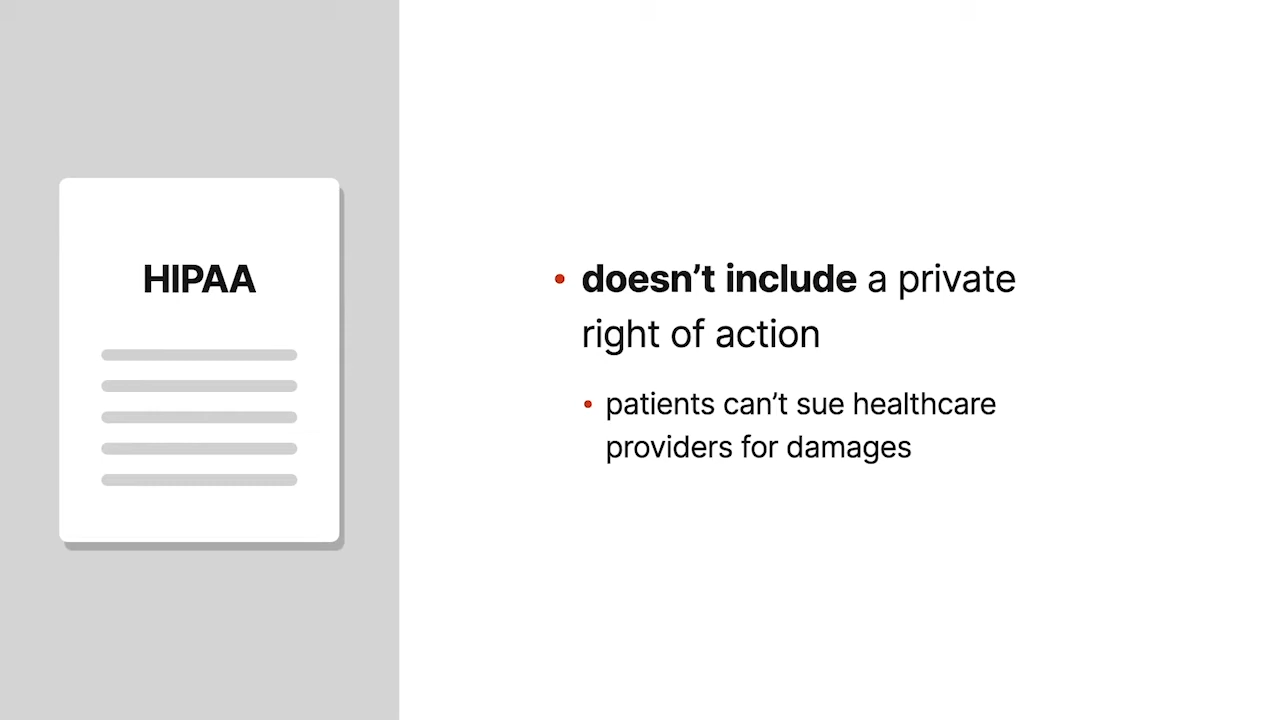 HIPAA
• doesn’t include a private
right of action
• patients can’t sue healthcare
providers for damages